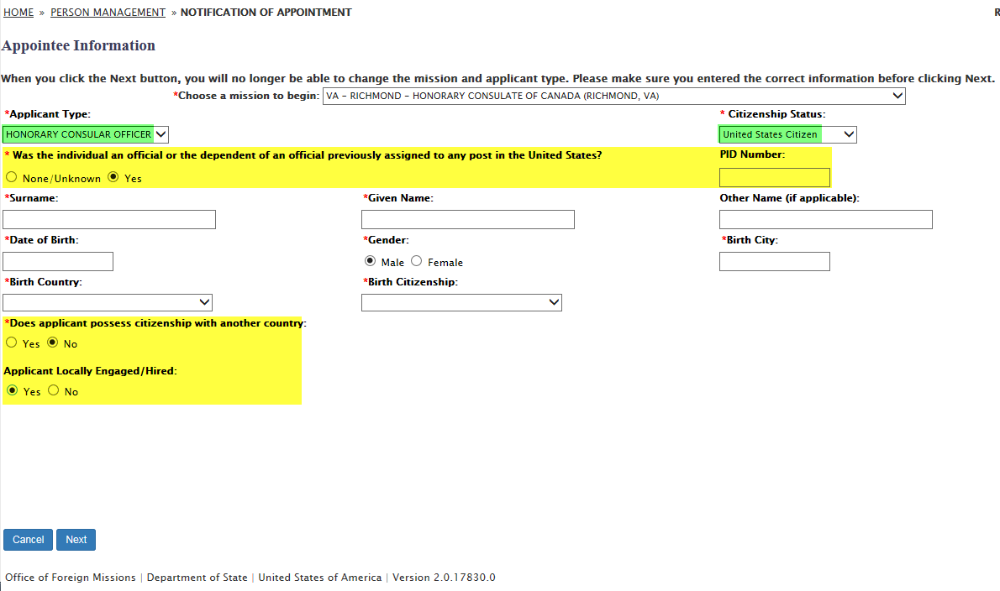 HOME » PERSON MANAGEMENT » NOTIFICATION OF APPOINTMENT R
Appointee Information
When you click the Next button, you will no longer be able to change the mission and applicant type. Please make sure you entered the correct information before clicking Next.
*Choose a mission to begin: VA - RICHMOND - HONORARY CONSULATE OF CANADA (RICHMOND, VA)
*Applicant Type: * Citizenship Status:
HONORARY CONSULAR OFFICER United States Citizen
* Was the individual an official or the dependent of an official previously assigned to any post in the United States? PID Number:
None/Unknown Yes
*Surname: *Given Name: Other Name (if applicable):
*Date of Birth: *Gender: *Birth City:
Male Female
*Birth Country: *Birth Citizenship:
*Does applicant possess citizenship with another country:
Yes No
Applicant Locally Engaged/Hired:
Yes No
Cancel Next
Office of Foreign Missions | Department of State | United States of America | Version 2.0.17830.0